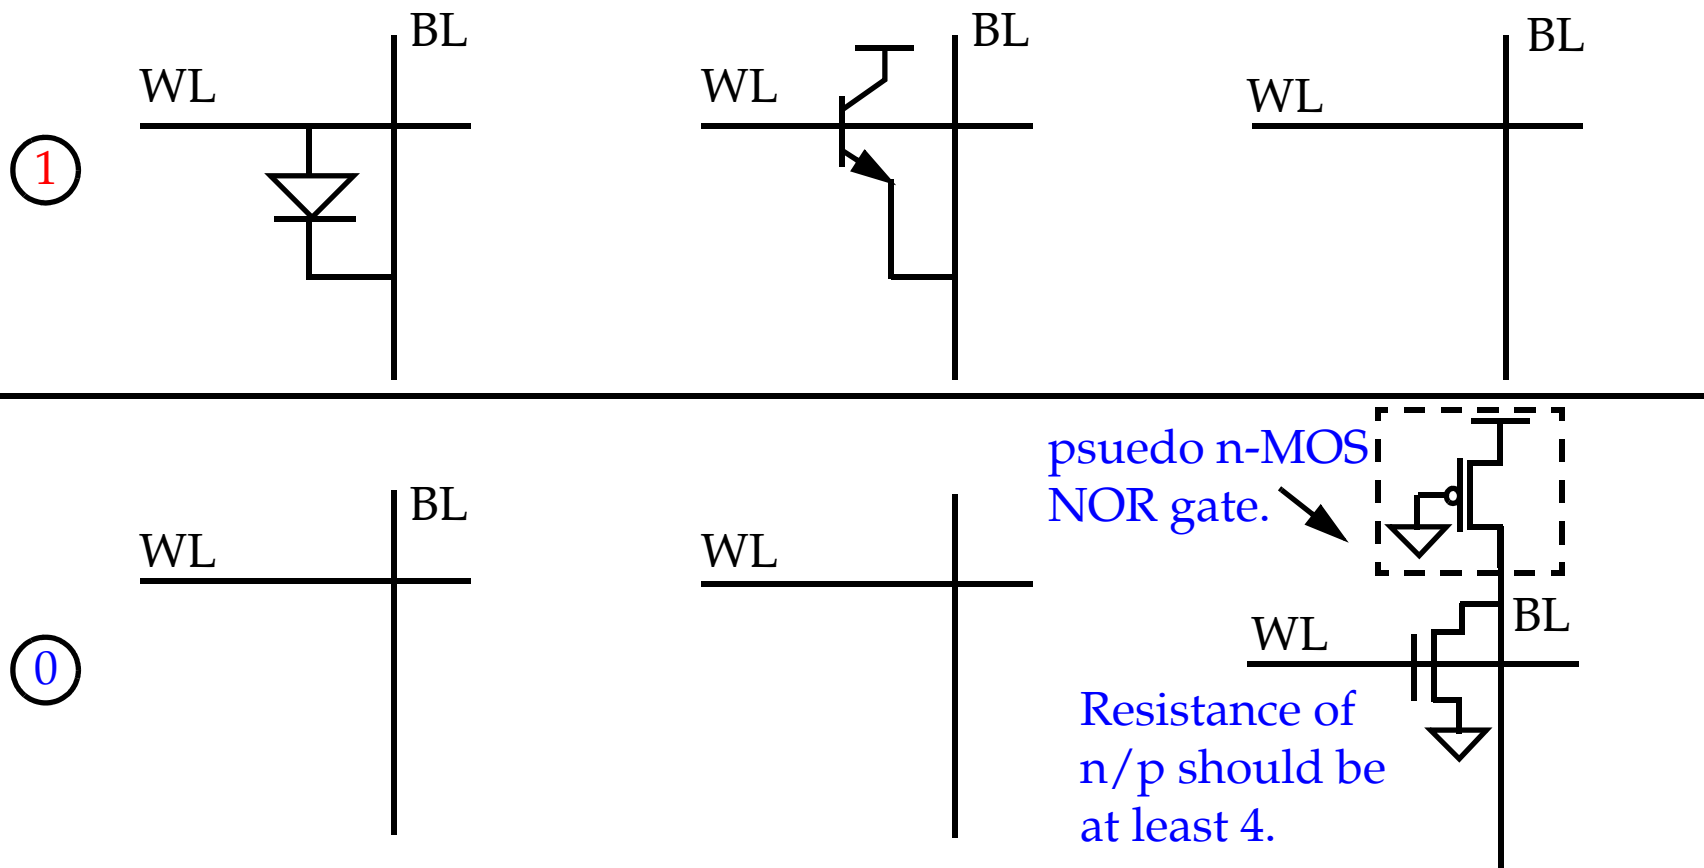 BL
WL
BL
WL
BL
WL
1
psuedo n-MOS
NOR gate.
BL
WL
WL
BL
WL
0
Resistance of
n/p should be
at least 4.